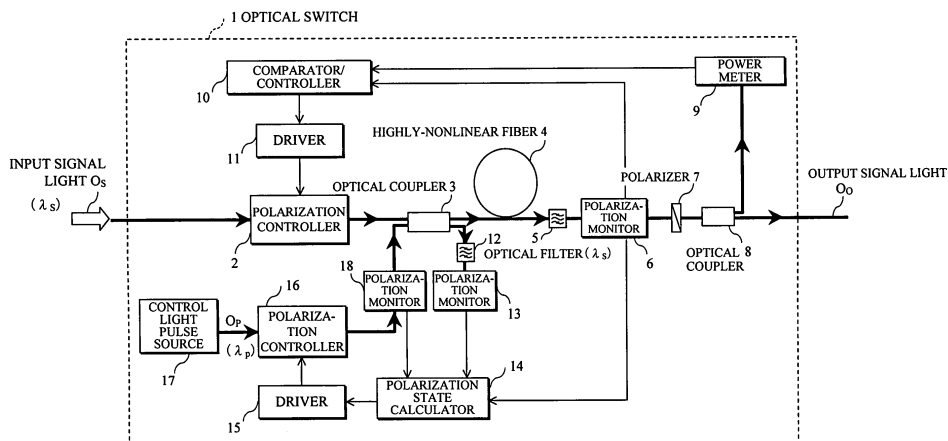 1 OPTICAL SWITCH
COMPARATOR/
CONTROLLER
10
POWER
METER
9
DRIVER
11
HIGHLY-NONLINEAR FIBER 4
INPUT SIGNAL
LIGHT OS
(λS)
OPTICAL COUPLER 3
POLARIZER 7
OUTPUT SIGNAL LIGHT
OO
POLARIZATION
CONTROLLER
2
POLARIZA-
TION
MONITOR
5
6
8
OPTICAL
COUPLER
12
OPTICAL FILTER (λS)
18
POLARIZA-
TION
MONITOR
POLARIZA-
TION
MONITOR
13
16
CONTROL
LIGHT
PULSE
SOURCE
17
OP
(λp)
POLARIZA-
TION
CONTROLLER
14
POLARIZATION
STATE
CALCULATOR
DRIVER
15